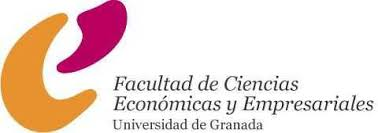 Facultad de Ciencias
Económicas y Empresariales
Universidad de Granada